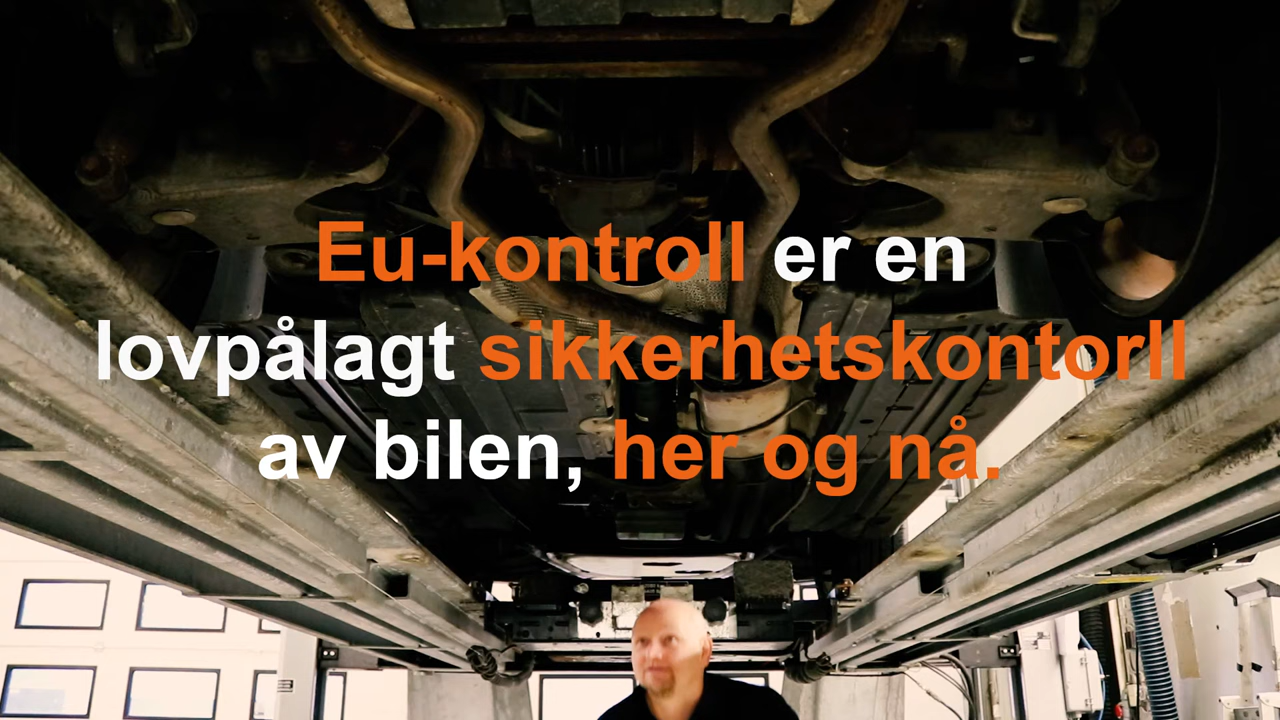 Eu-kontroll er en
lovpålagt sikkerhetskontorll
av bilen, her og nå.